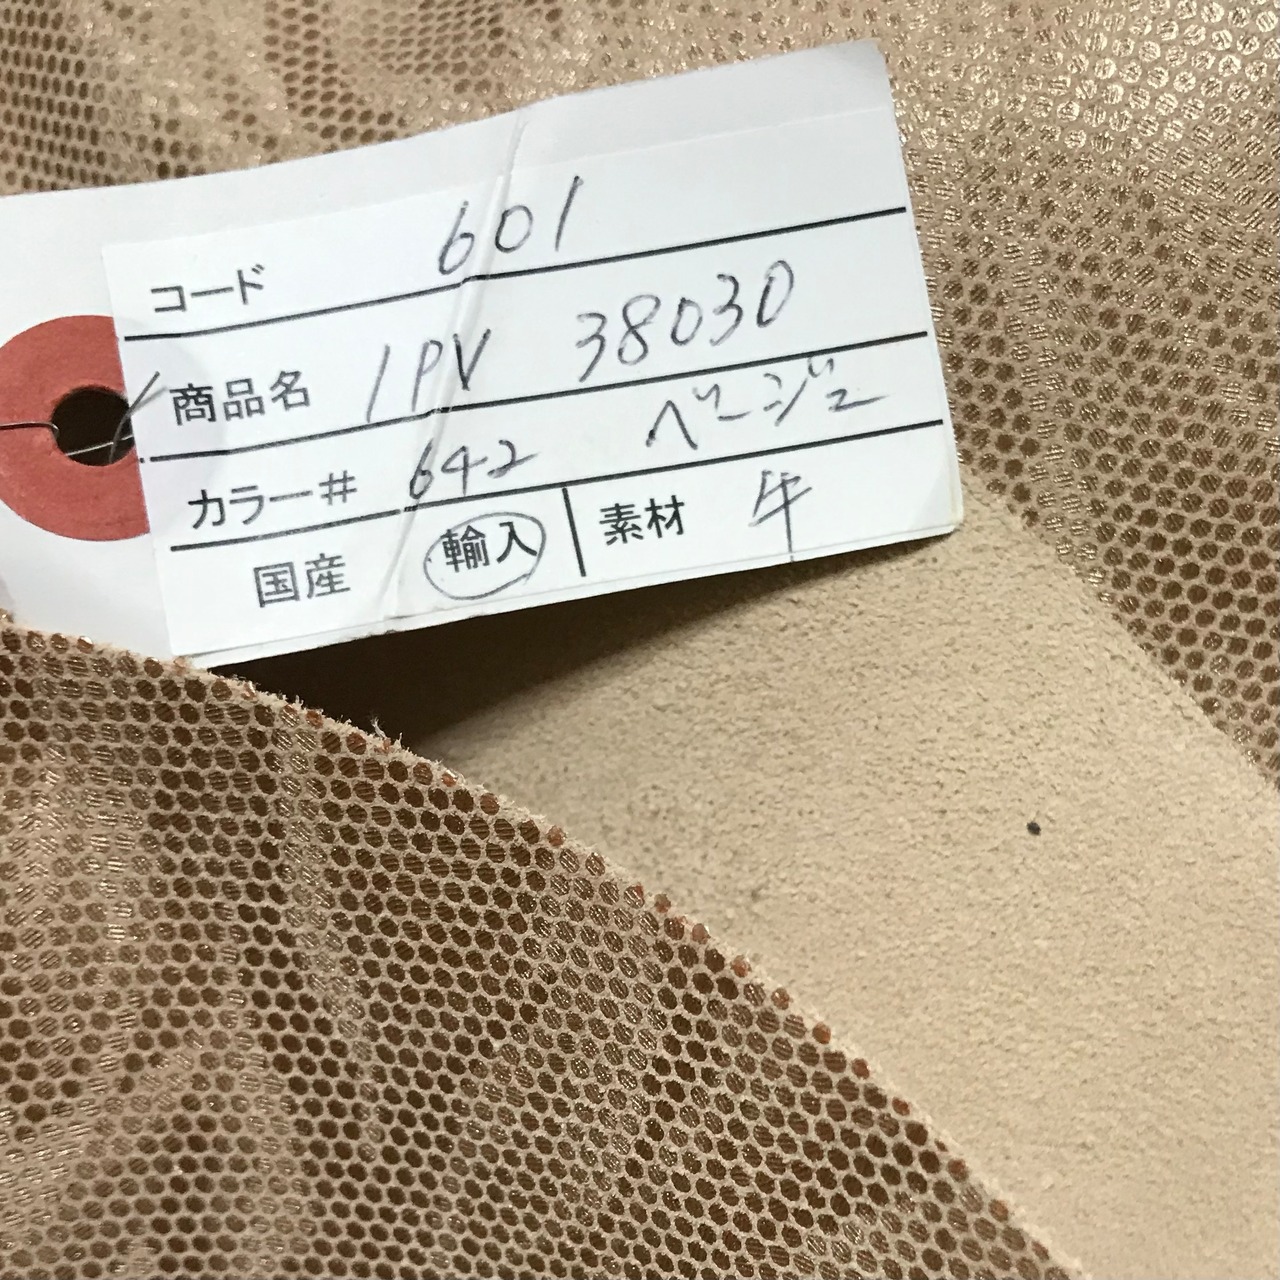 コード 601
商品名 1PV 38030
カラー# 642 ベージュ
国産 輸入 素材 牛